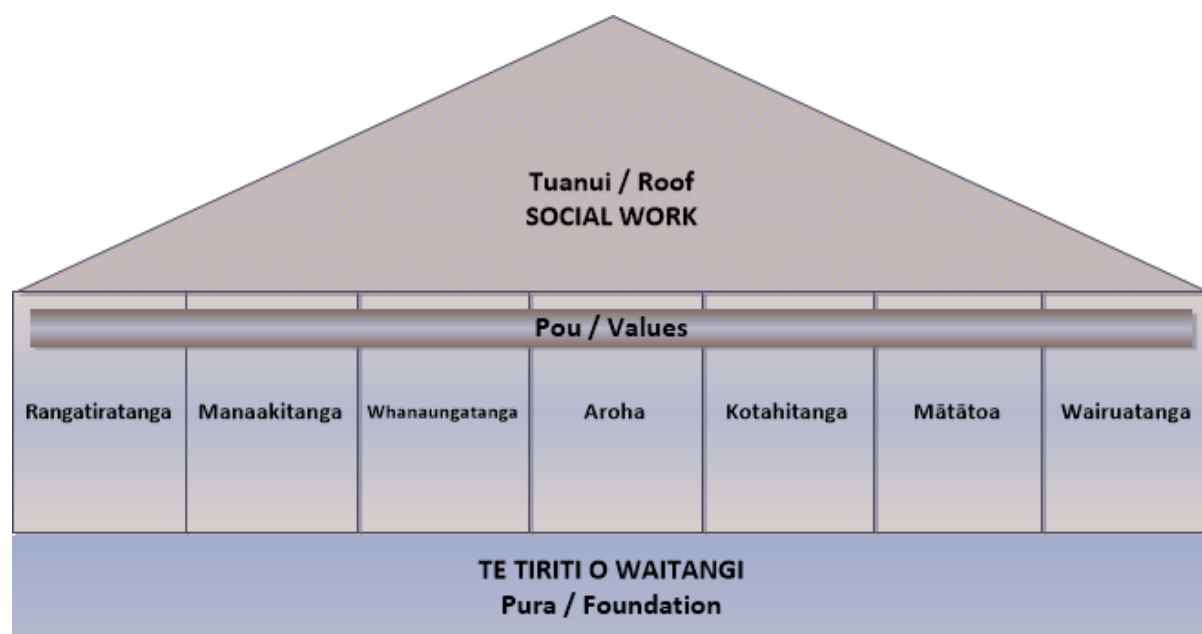 Tuanui / Roof
SOCIAL WORK
Pou / Values
Rangatiratanga
Manaakitanga
Whanaungatanga
Aroha
Kotahitanga
Mātātoa
Wairuatanga
TE TIRITI O WAITANGI
Pura / Foundation